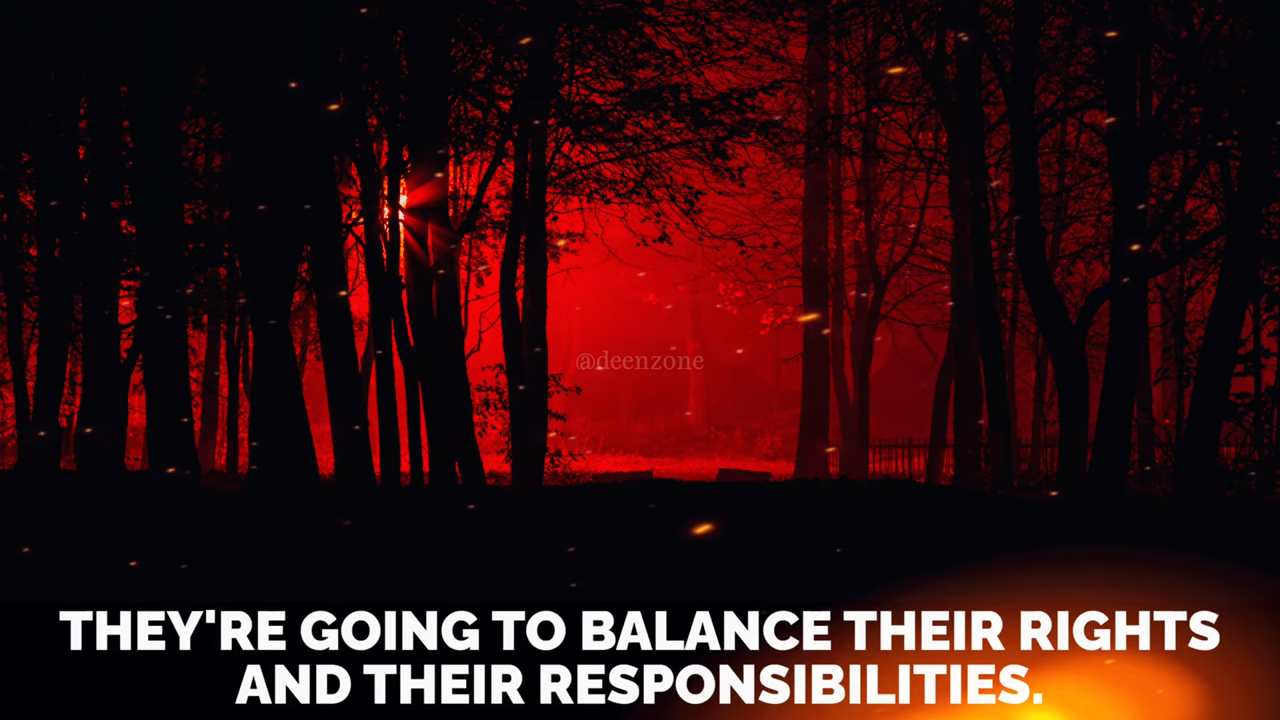 @deenzone
THEY'RE GOING TO BALANCE THEIR RIGHTS
AND THEIR RESPONSIBILITIES.